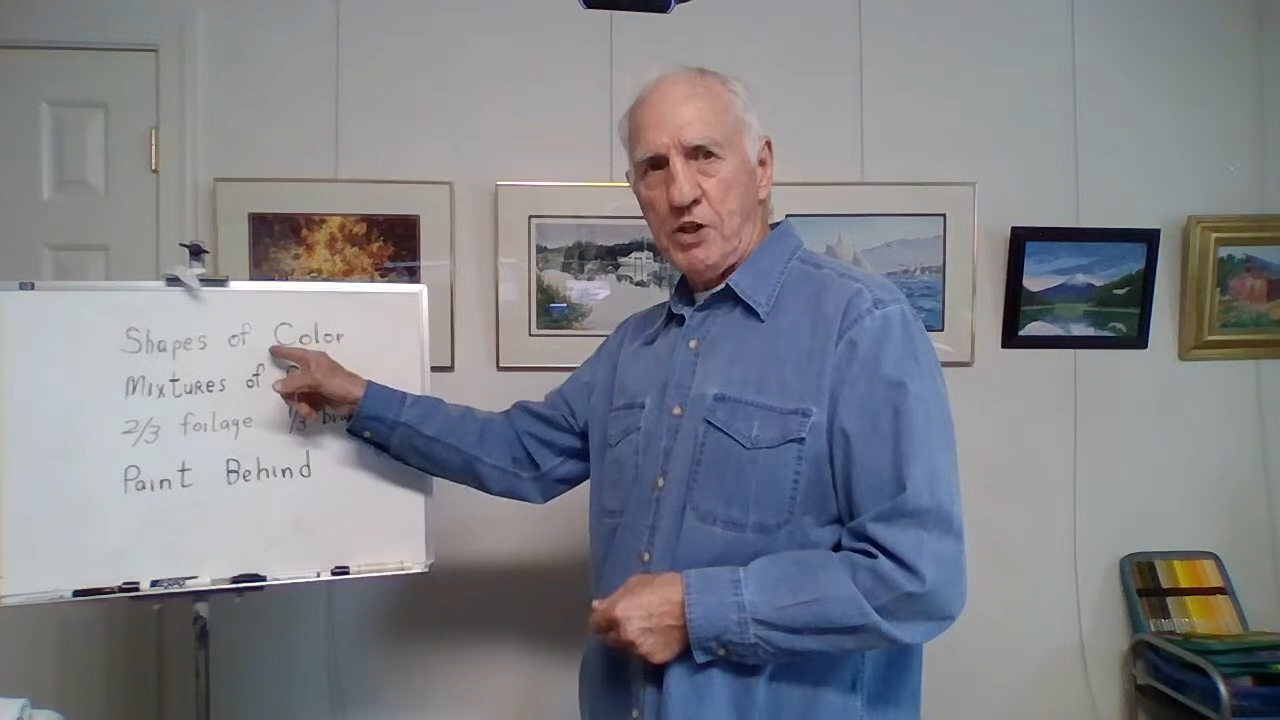 Shapes of Color
Mixtures of
2/3 foilage 1/3
Paint Behind